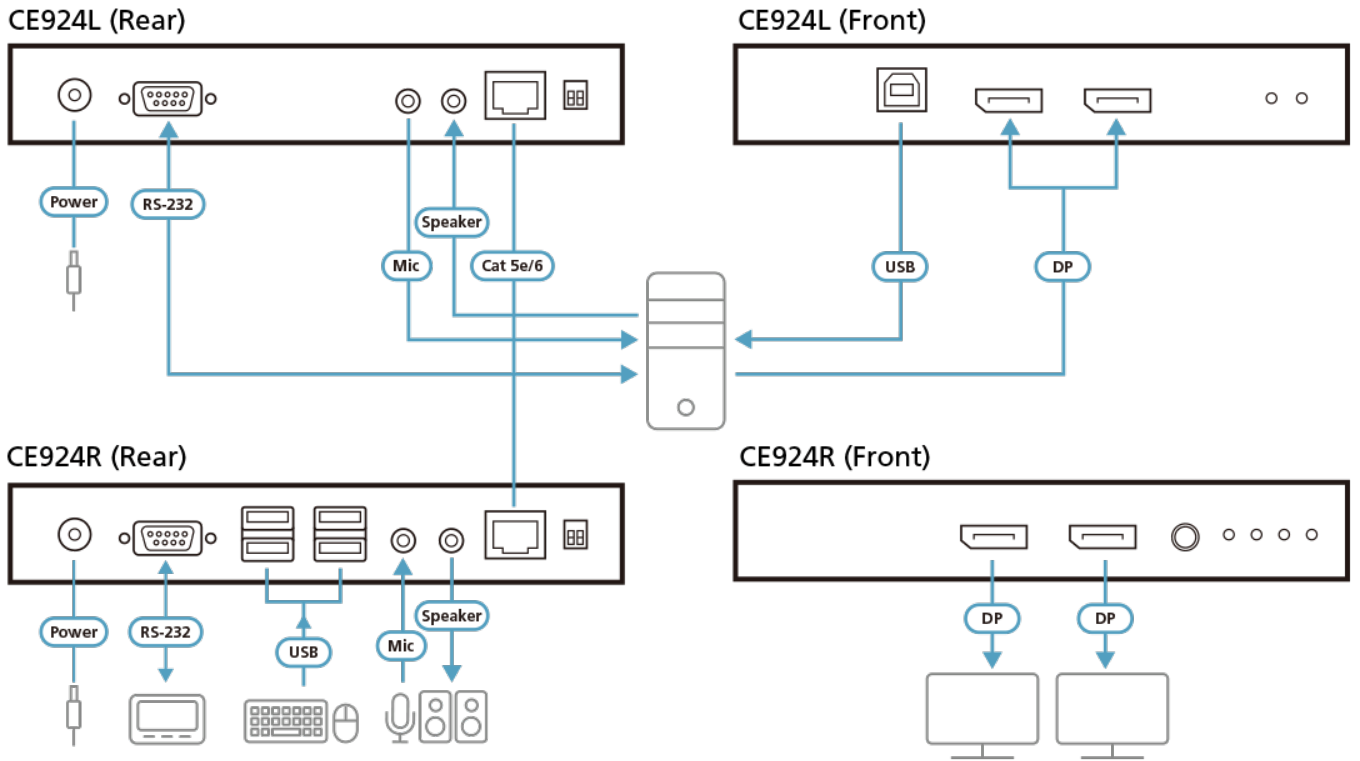 CE924L (Rear)
CE924L (Front)
Power
RS-232
Speaker
Mic
Cat 5e/6
USB
DP
CE924R (Rear)
CE924R (Front)
Power
RS-232
USB
Mic
Speaker
DP
DP